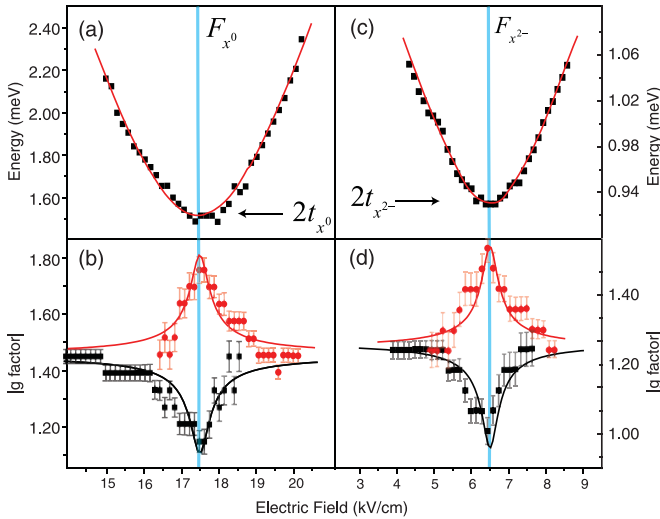 (a)
F_{x^0}
(c)
F_{x^{2-}}
Energy (meV)
2.40
2.20
2.00
1.80
1.60
2t_{x^0}
2t_{x^{2-}}
1.06
1.02
0.98
0.93
Energy (meV)
(b)
(d)
|g factor|
1.80
1.60
1.40
1.20
1.40
1.20
1.00
|g factor|
15 16 17 18 19 20
3 4 5 6 7 8 9
Electric Field (kV/cm)